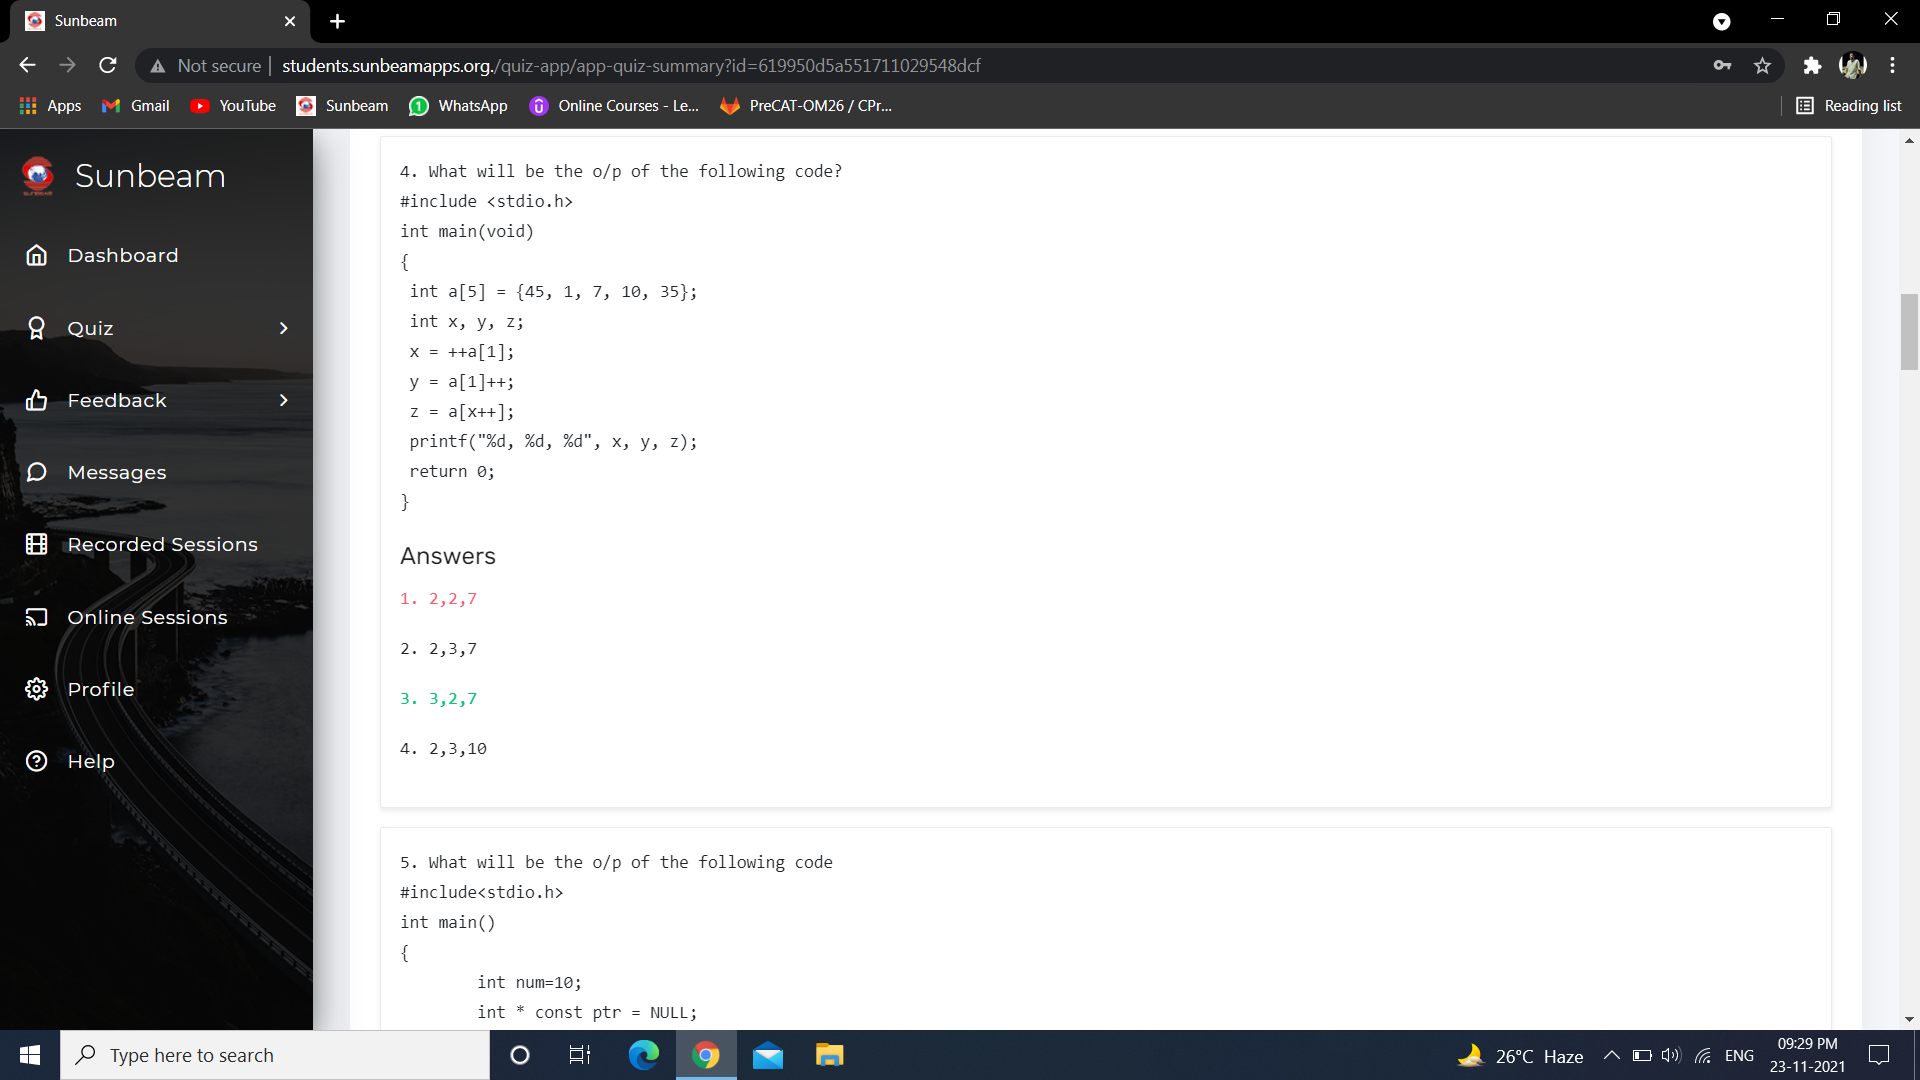 Sunbeam
Not secure | students.sunbeamapps.org./quiz-app/app-quiz-summary?id=619950d5a551711029548dcf
Apps Gmail YouTube Sunbeam WhatsApp Online Courses - Le... PreCAT-OM26 / CPr... Reading list
Sunbeam
Dashboard
Quiz
Feedback
Messages
Recorded Sessions
Online Sessions
Profile
Help
4. What will be the o/p of the following code?
#include <stdio.h>
int main(void)
{
int a[5] = {45, 1, 7, 10, 35};
int x, y, z;
x = ++a[1];
y = a[1]++;
z = a[x++];
printf("%d, %d, %d", x, y, z);
return 0;
}
Answers
1. 2,2,7
2. 2,3,7
3. 3,2,7
4. 2,3,10
5. What will be the o/p of the following code
#include<stdio.h>
int main()
{
int num=10;
int * const ptr = NULL;
Type here to search
26°C Haze
ENG
09:29 PM
23-11-2021